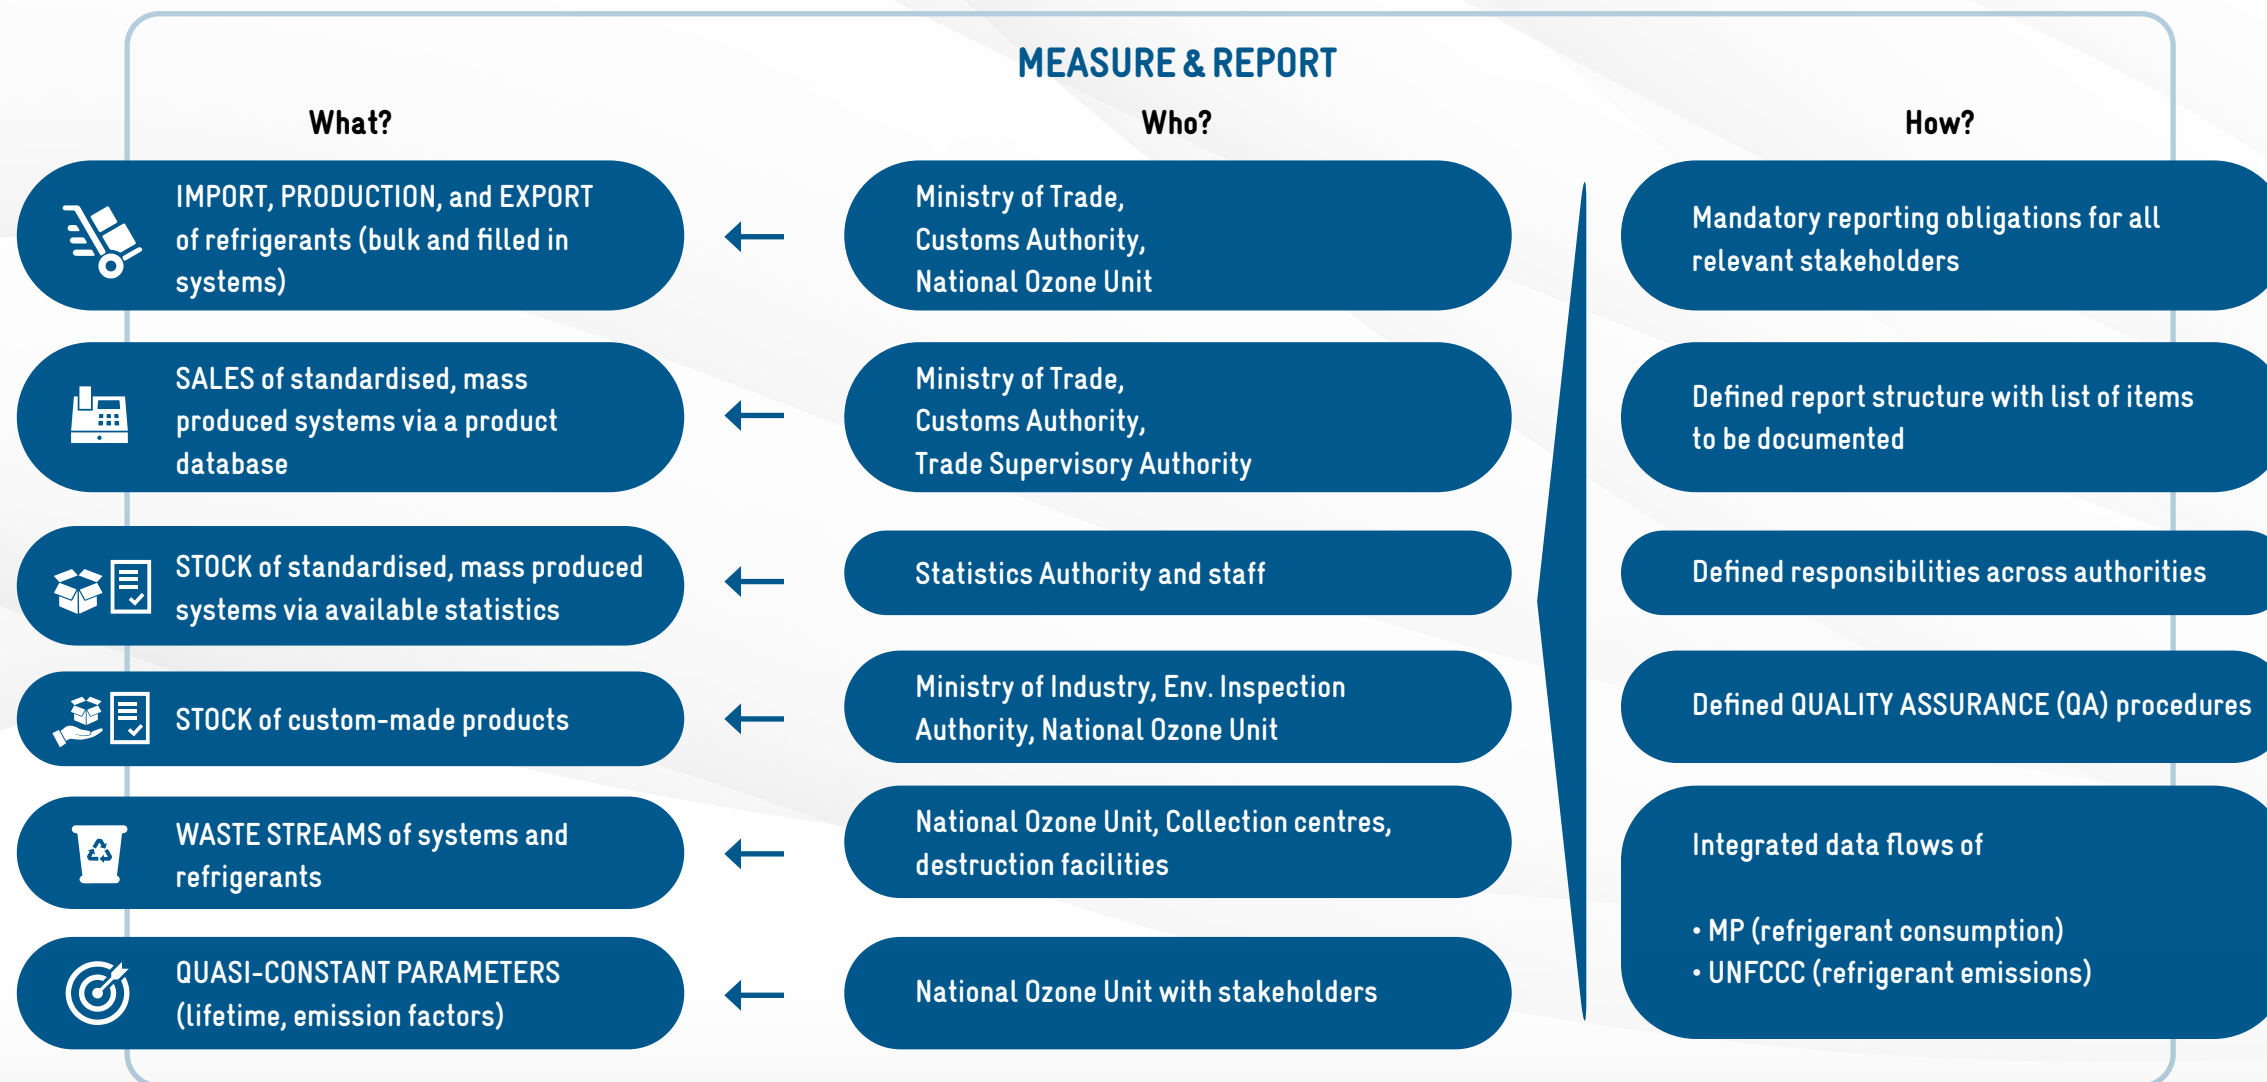 MEASURE & REPORT
What?
Who?
How?
IMPORT, PRODUCTION, and EXPORT
of refrigerants (bulk and filled in
systems)
Ministry of Trade,
Customs Authority,
National Ozone Unit
Mandatory reporting obligations for all
relevant stakeholders
SALES of standardised, mass
produced systems via a product
database
Ministry of Trade,
Customs Authority,
Trade Supervisory Authority
Defined report structure with list of items
to be documented
STOCK of standardised, mass produced
systems via available statistics
Statistics Authority and staff
Defined responsibilities across authorities
STOCK of custom-made products
Ministry of Industry, Env. Inspection
Authority, National Ozone Unit
Defined QUALITY ASSURANCE (QA) procedures
WASTE STREAMS of systems and
refrigerants
National Ozone Unit, Collection centres,
destruction facilities
Integrated data flows of
• MP (refrigerant consumption)
• UNFCCC (refrigerant emissions)
QUASI-CONSTANT PARAMETERS
(lifetime, emission factors)
National Ozone Unit with stakeholders